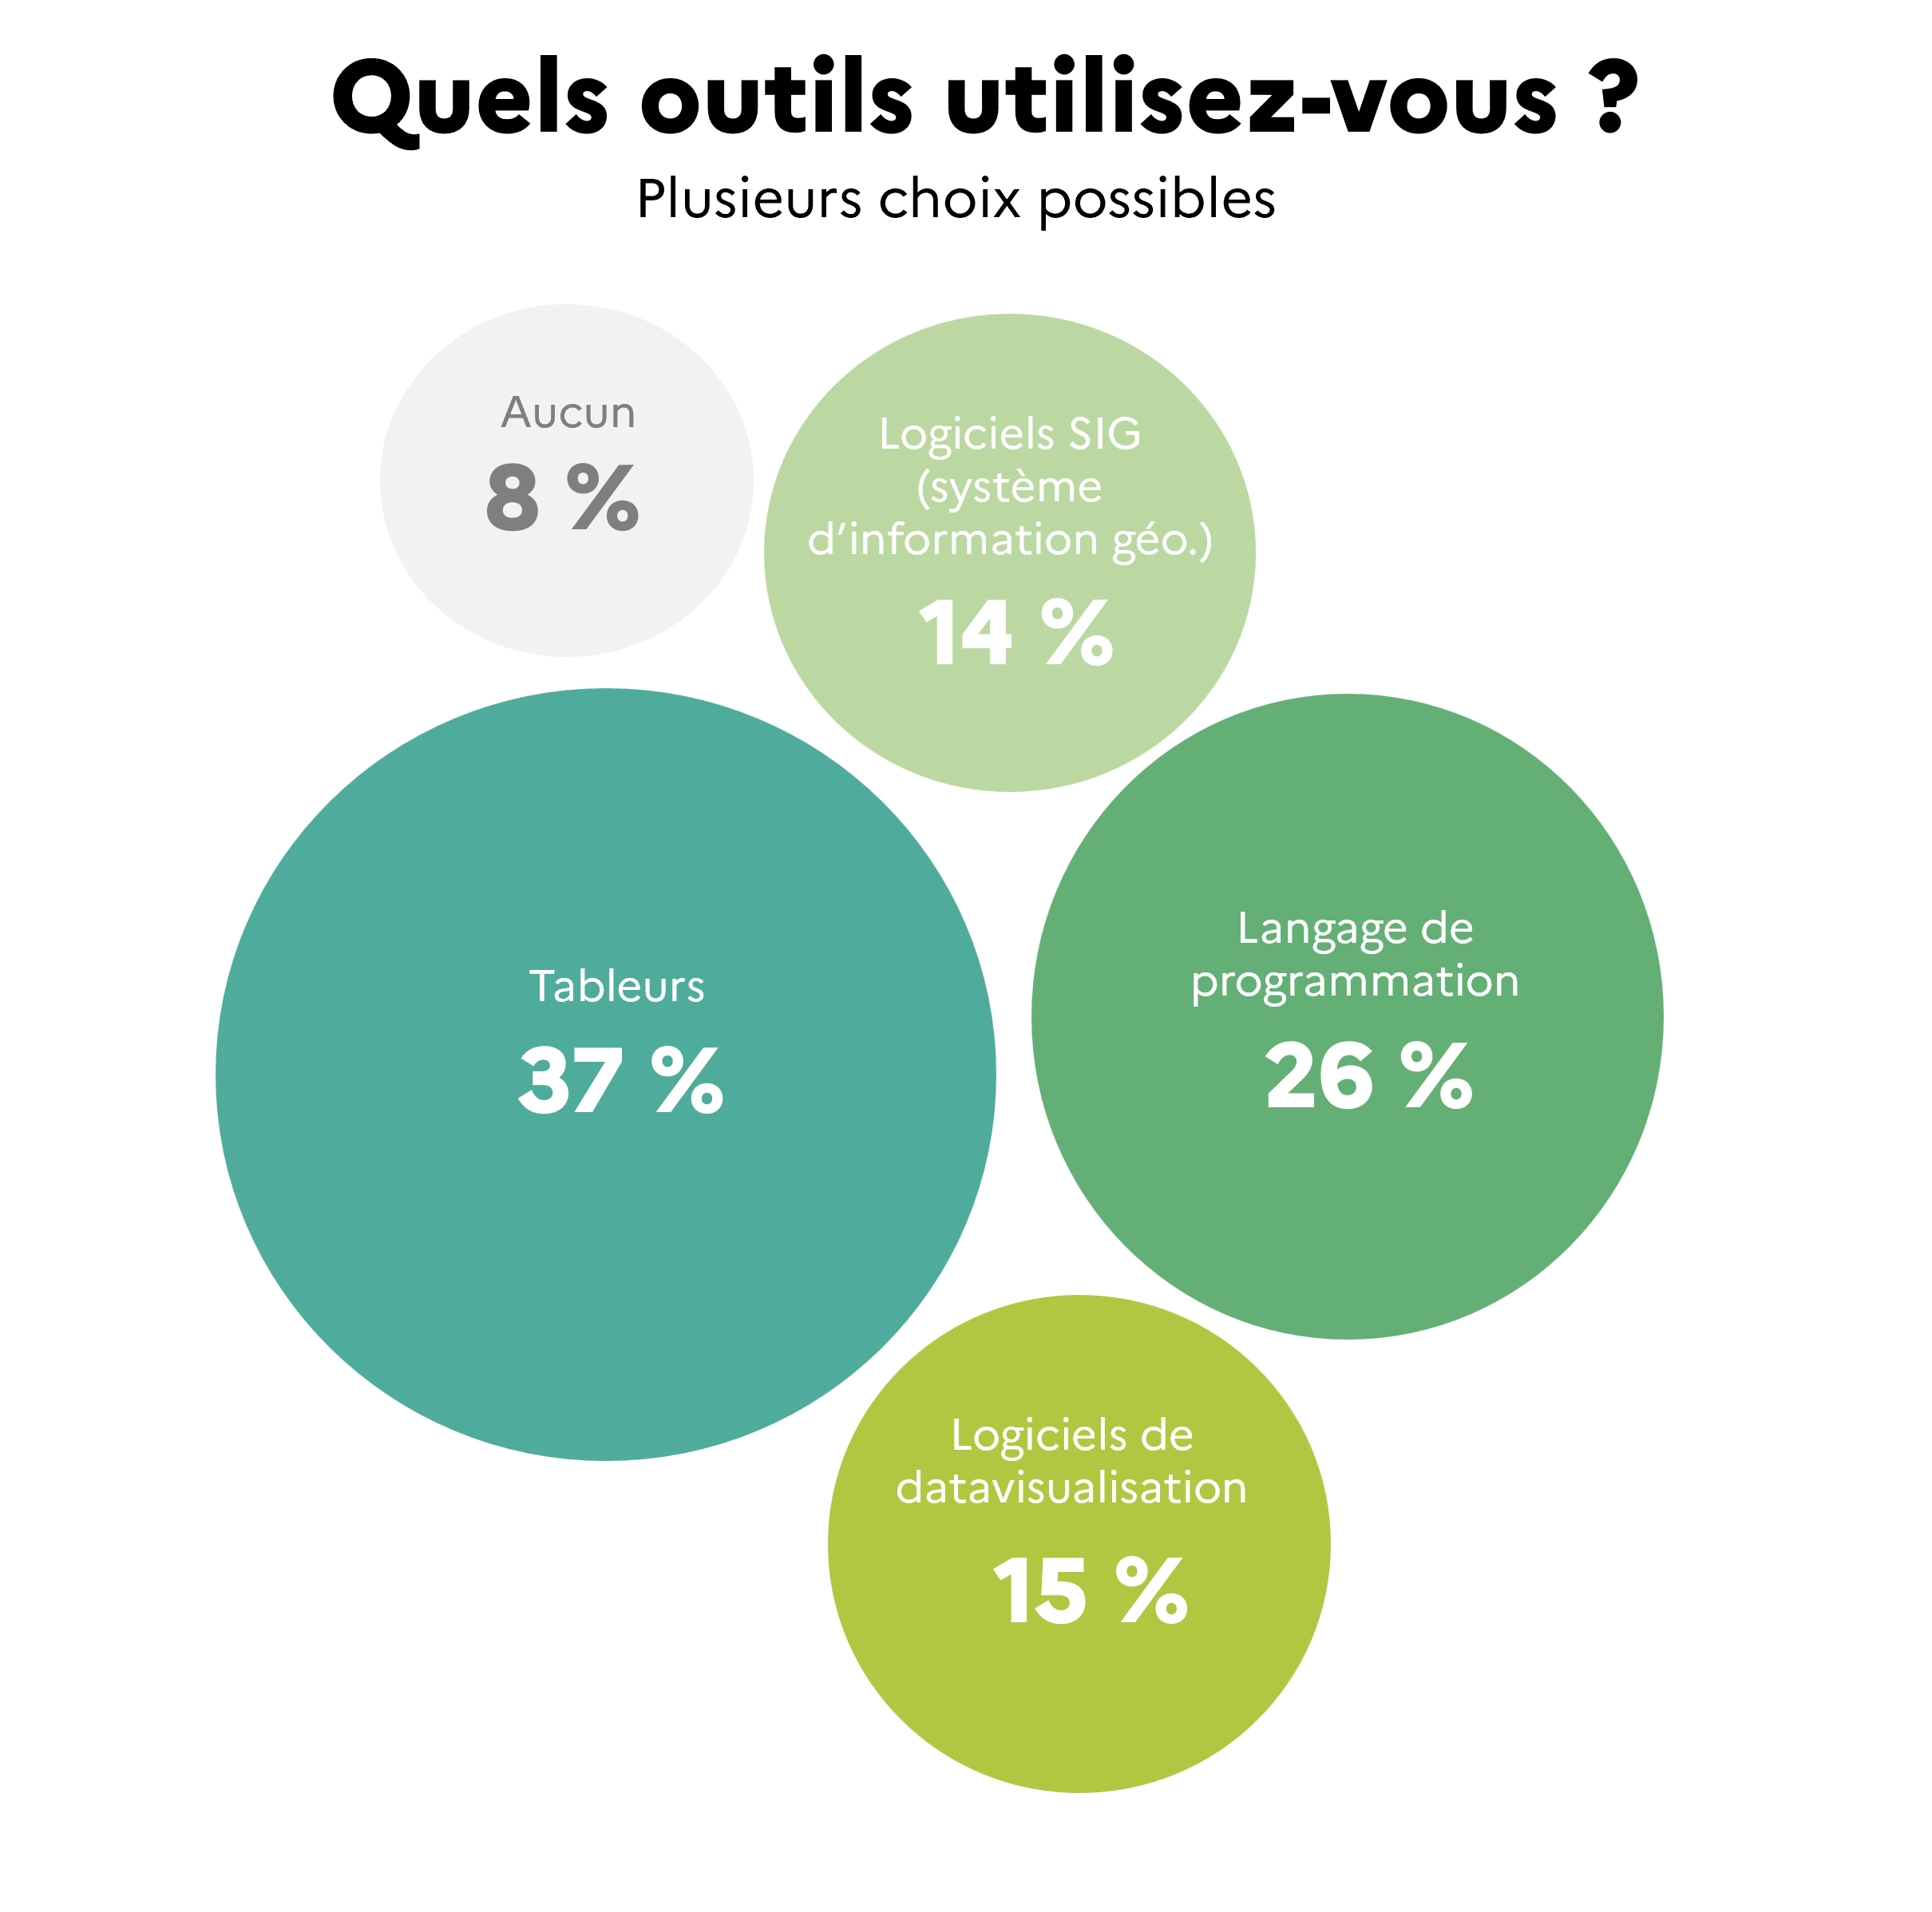 Quels outils utilisez-vous ?
Plusieurs choix possibles
Aucun
8 %
Logiciels SIG
(système
d'information géo.)
14 %
Tableurs
37 %
Langage de
programmation
26 %
Logiciels de
datavisualisation
15 %